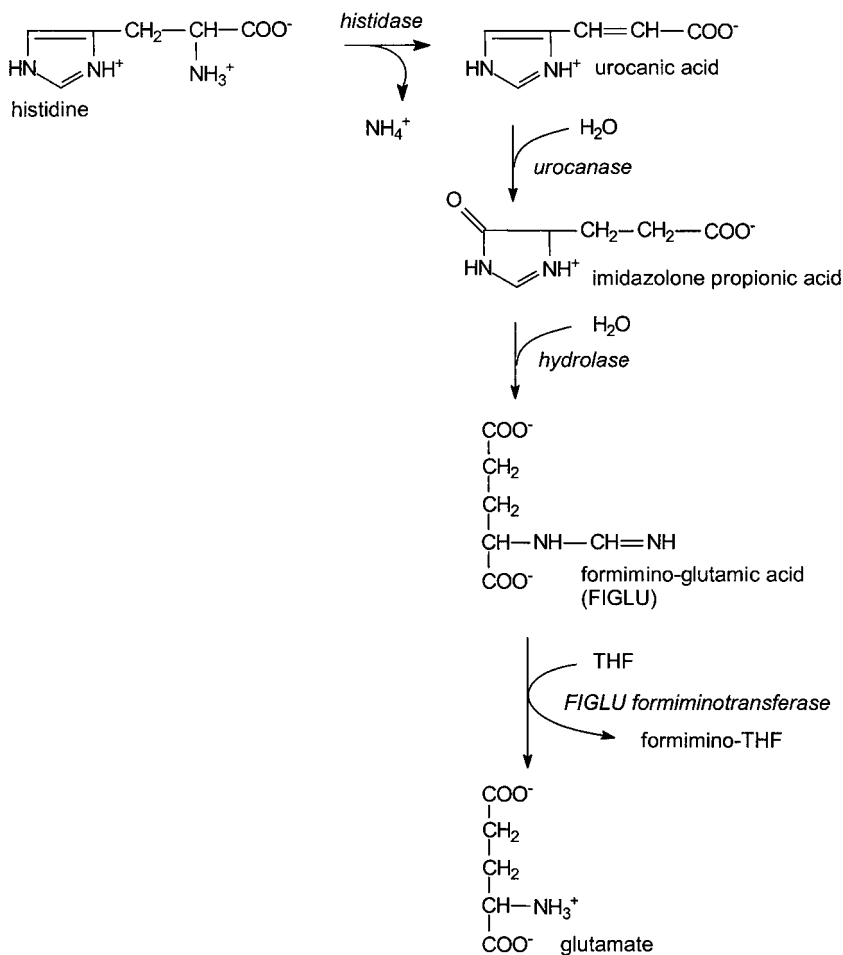 CH₂—CH—COO⁻
HN NH⁺ NH₃⁺
histidine
histidase
NH₄⁺
CH=CH—COO⁻
HN NH⁺
urocanic acid
H₂O
urocanase
O
CH₂—CH₂—COO⁻
HN NH⁺
imidazolone propionic acid
H₂O
hydrolase
COO⁻
CH₂
CH₂
CH—NH—CH=NH
COO⁻
formimino-glutamic acid
(FIGLU)
THF
FIGLU formiminotransferase
formimino-THF
COO⁻
CH₂
CH₂
CH—NH₃⁺
COO⁻
glutamate